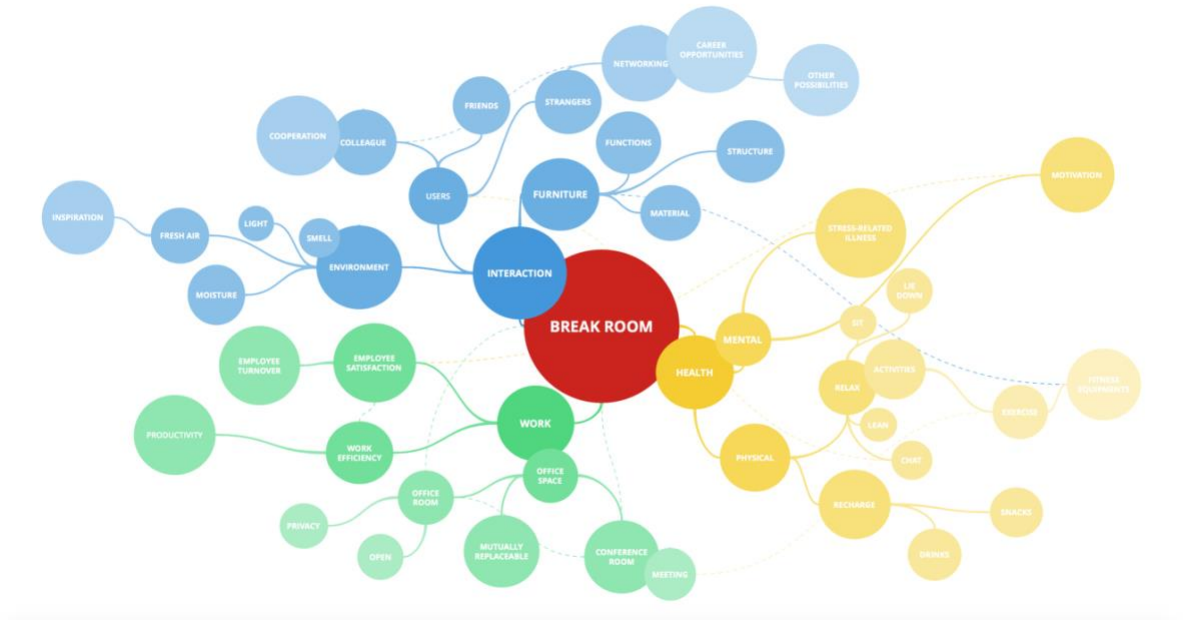 CAREER
OPPORTUNITIES
NETWORKING
OTHER
POSSIBILITIES
FRIENDS
STRANGERS
COOPERATION
COLLEAGUE
FUNCTIONS
STRUCTURE
USERS
FURNITURE
MATERIAL
MOTIVATION
INSPIRATION
FRESH AIR
LIGHT
SMELL
MOISTURE
ENVIRONMENT
INTERACTION
STRESS-RELATED
ILLNESS
LIE
DOWN
SIT
BREAK ROOM
MENTAL
HEALTH
EMPLOYEE
TURNOVER
EMPLOYEE
SATISFACTION
ACTIVITIES
RELAX
FITNESS
EQUIPMENTS
EXERCISE
LEAN
CHAT
PRODUCTIVITY
WORK
EFFICIENCY
WORK
PHYSICAL
OFFICE
SPACE
OFFICE
ROOM
PRIVACY
OPEN
MUTUALLY
REPLACEABLE
CONFERENCE
ROOM
MEETING
RECHARGE
SNACKS
DRINKS